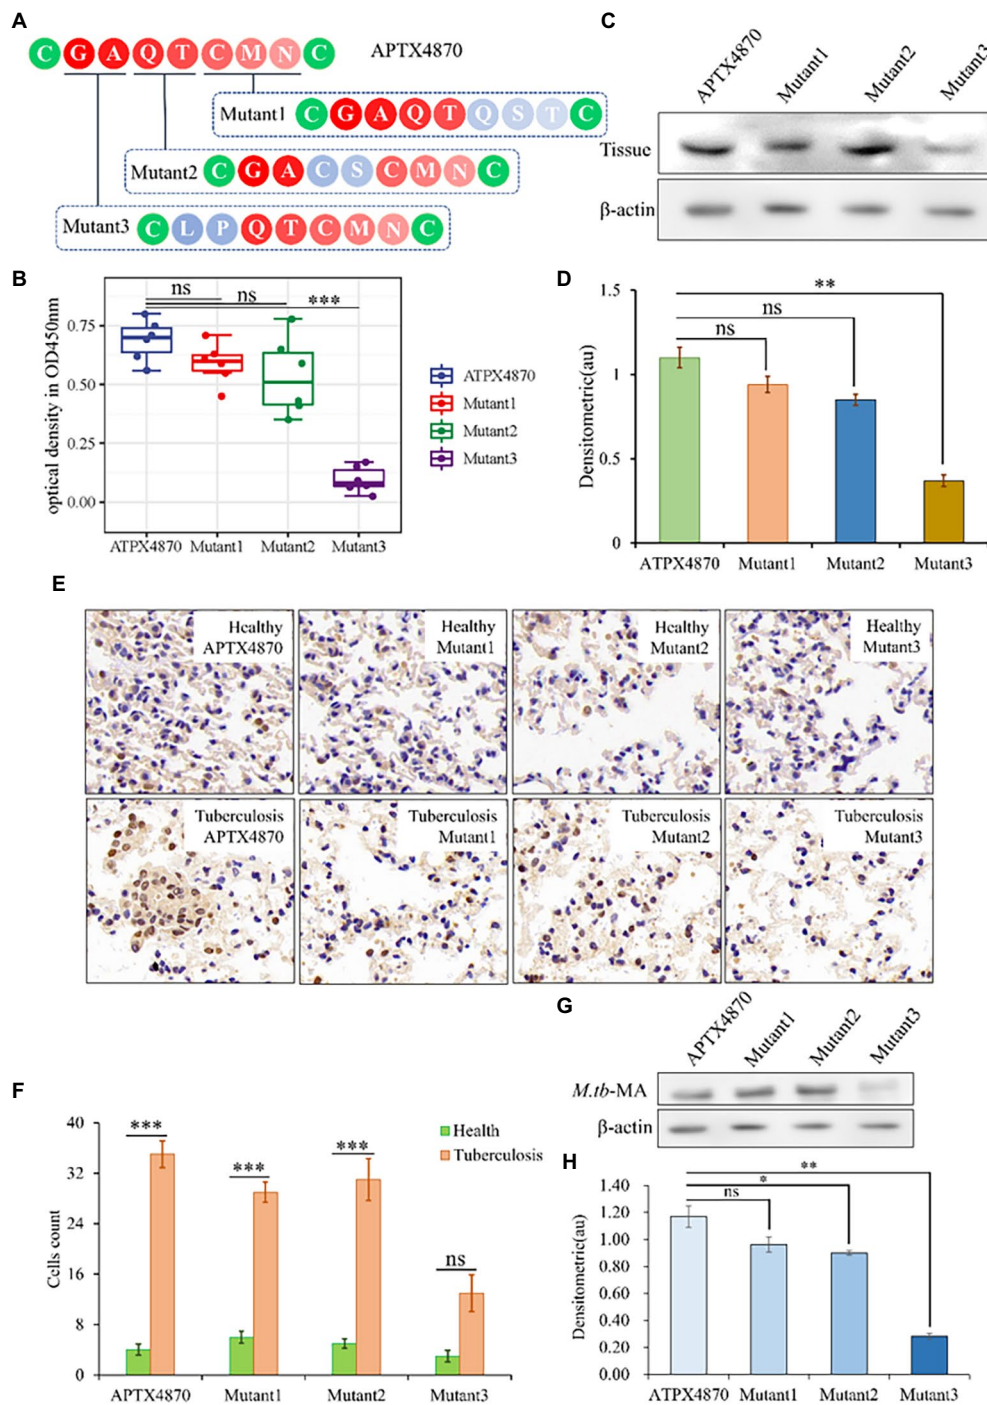 A
C G A Q T C M N C APTX4870
Mutant1 C G A Q T Q S T C
Mutant2 C G A C S C M N C
Mutant3 C L P Q T C M N C
B
optical density in OD450nm
0.75
0.50
0.25
0.00
ns
ns
***
ATPX4870
Mutant1
Mutant2
Mutant3
ATPX4870 Mutant1 Mutant2 Mutant3
C
APTX4870 Mutant1 Mutant2 Mutant3
Tissue
β-actin
D
Densitometric(au)
1.5
1
0.5
0
**
ns
ns
ATPX4870 Mutant1 Mutant2 Mutant3
E
Healthy
APTX4870
Healthy
Mutant1
Healthy
Mutant2
Healthy
Mutant3
Tuberculosis
APTX4870
Tuberculosis
Mutant1
Tuberculosis
Mutant2
Tuberculosis
Mutant3
F
Cells count
40
32
24
16
8
0
***
***
***
ns
Health
Tuberculosis
APTX4870 Mutant1 Mutant2 Mutant3
G
APTX4870 Mutant1 Mutant2 Mutant3
M.tb-MA
β-actin
H
Densitometric(au)
1.40
1.20
1.00
0.80
0.60
0.40
0.20
0.00
**
*
ns
ATPX4870 Mutant1 Mutant2 Mutant3